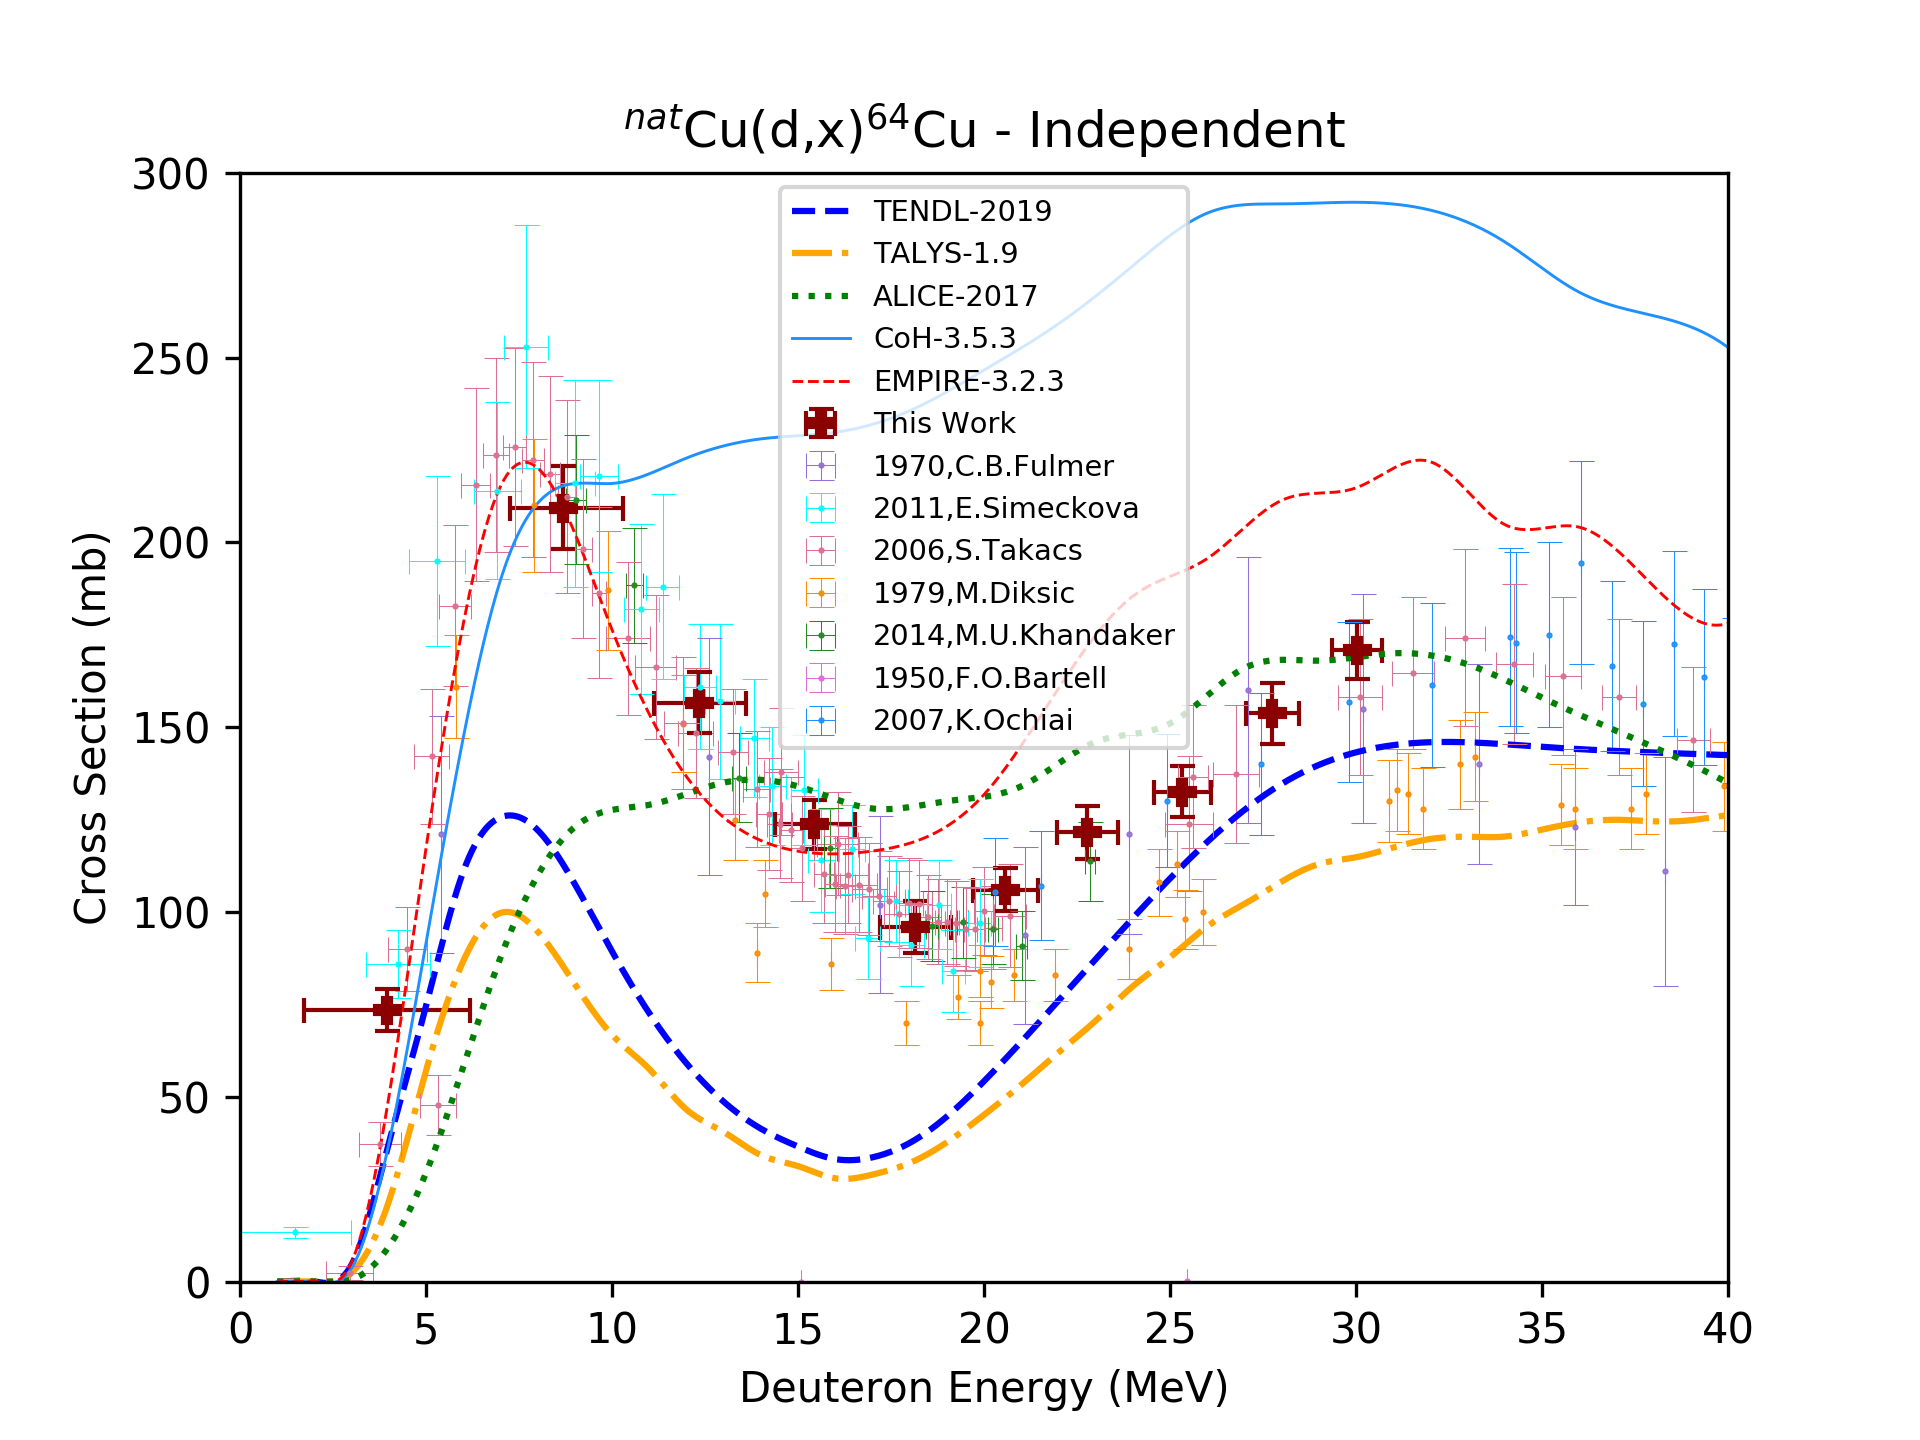 natCu(d,x)64Cu - Independent
300
250
200
150
100
50
0
Cross Section (mb)
TENDL-2019
TALYS-1.9
ALICE-2017
CoH-3.5.3
EMPIRE-3.2.3
This Work
1970,C.B.Fulmer
2011,E.Simeckova
2006,S.Takacs
1979,M.Diksic
2014,M.U.Khandaker
1950,F.O.Bartell
2007,K.Ochiai
0 5 10 15 20 25 30 35 40
Deuteron Energy (MeV)